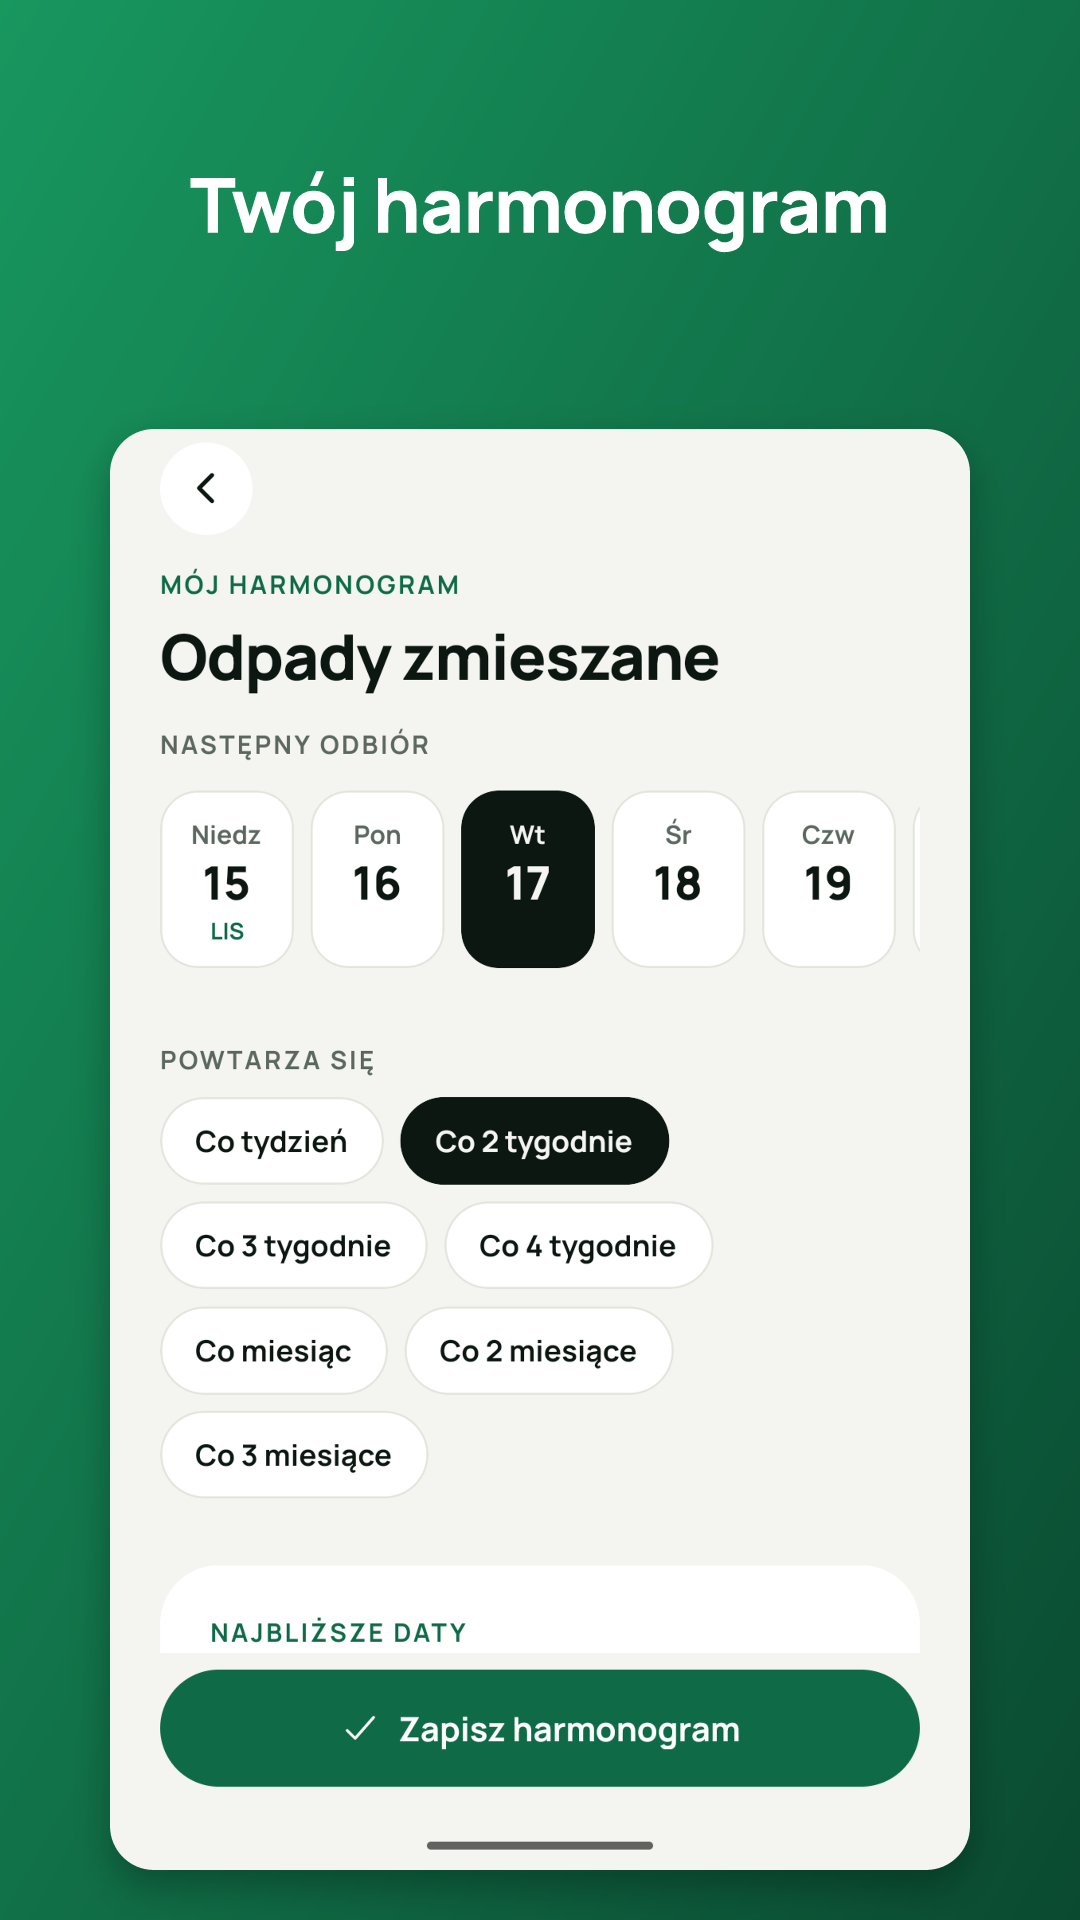 Twój harmonogram
MÓJ HARMONOGRAM
Odpady zmieszane
NASTĘPNY ODBIÓR
Niedz Pon Wt Śr Czw
15 16 17 18 19
LIS
POWTARZA SIĘ
Co tydzień Co 2 tygodnie
Co 3 tygodnie Co 4 tygodnie
Co miesiąc Co 2 miesiące
Co 3 miesiące
NAJBLIŻSZE DATY
Zapisz harmonogram